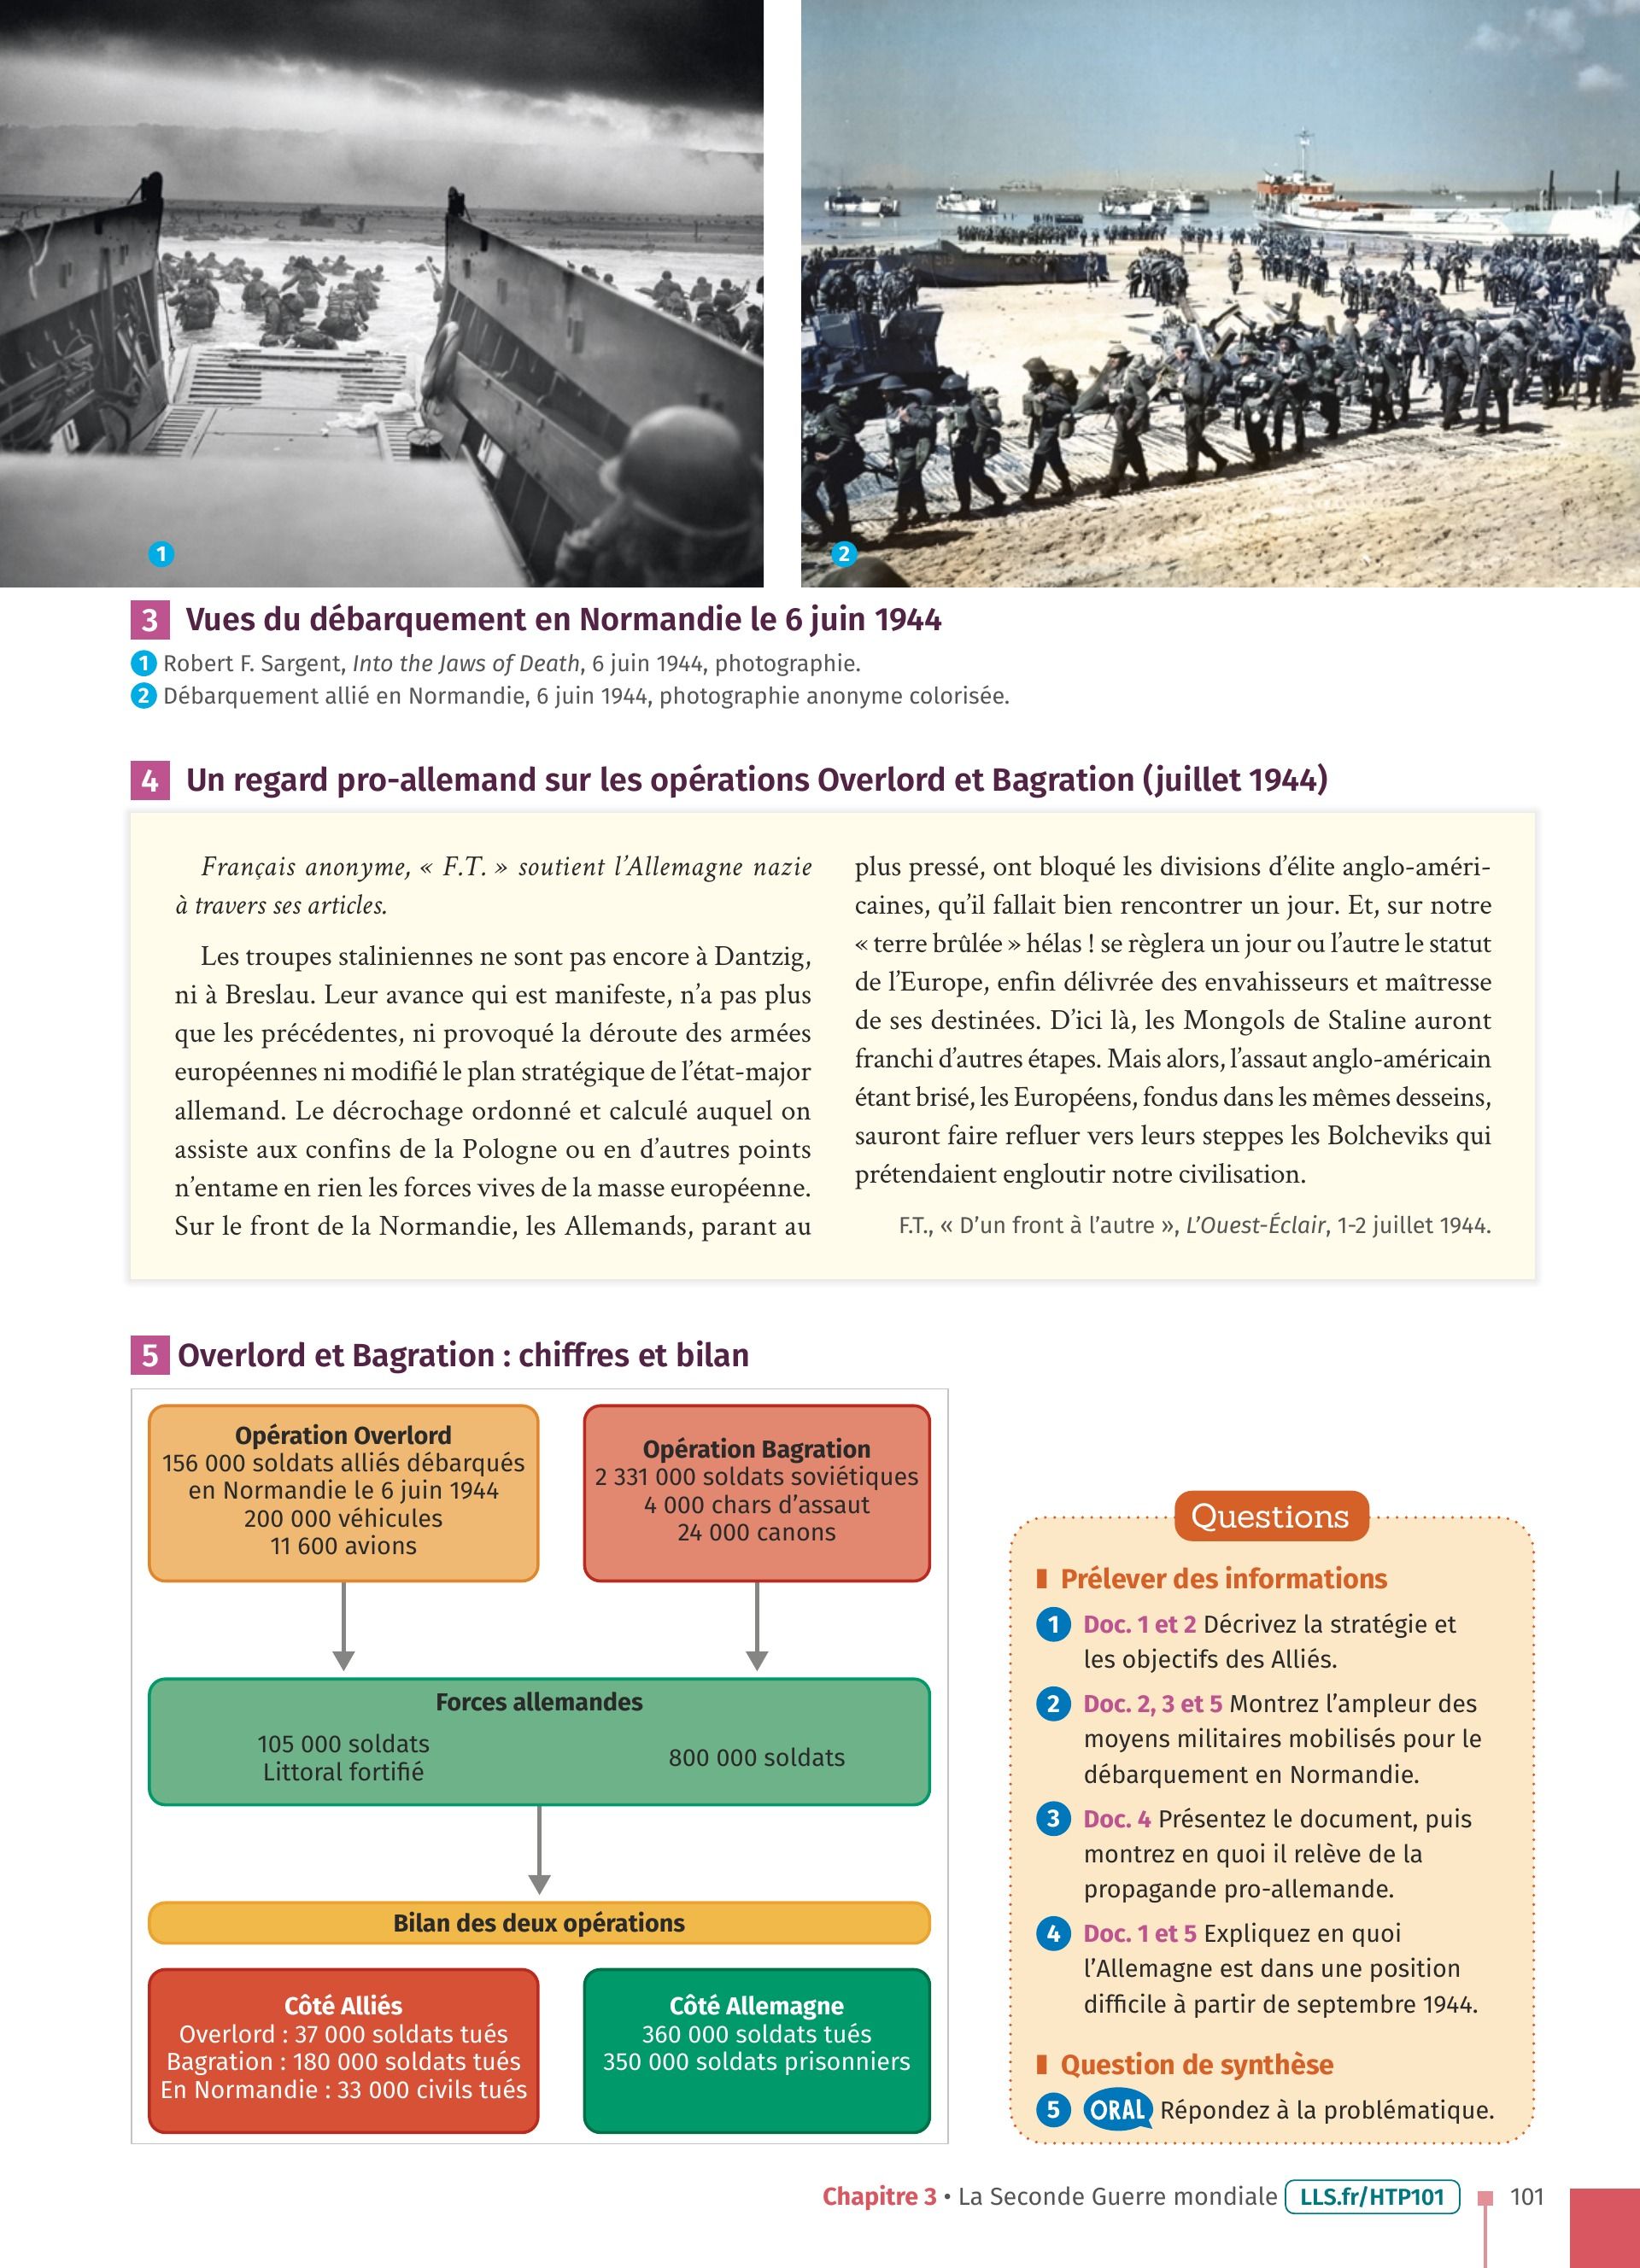 1
2
3 Vues du débarquement en Normandie le 6 juin 1944
1 Robert F. Sargent, Into the Jaws of Death, 6 juin 1944, photographie.
2 Débarquement allié en Normandie, 6 juin 1944, photographie anonyme colorisée.
4 Un regard pro-allemand sur les opérations Overlord et Bagration (juillet 1944)
Français anonyme, « F.T. » soutient l'Allemagne nazie
à travers ses articles.
Les troupes staliniennes ne sont pas encore à Dantzig,
ni à Breslau. Leur avance qui est manifeste, n'a pas plus
que les précédentes, ni provoqué la déroute des armées
européennes ni modifié le plan stratégique de l'état-major
allemand. Le décrochage ordonné et calculé auquel on
assiste aux confins de la Pologne ou en d'autres points
n'entame en rien les forces vives de la masse européenne.
Sur le front de la Normandie, les Allemands, parant au
plus pressé, ont bloqué les divisions d'élite anglo-améri-
caines, qu'il fallait bien rencontrer un jour. Et, sur notre
« terre brûlée » hélas ! se règlera un jour ou l'autre le statut
de l'Europe, enfin délivrée des envahisseurs et maîtresse
de ses destinées. D'ici là, les Mongols de Staline auront
franchi d'autres étapes. Mais alors, l'assaut anglo-américain
étant brisé, les Européens, fondus dans les mêmes desseins,
sauront faire refluer vers leurs steppes les Bolcheviks qui
prétendaient engloutir notre civilisation.
F.T., « D'un front à l'autre », L'Ouest-Éclair, 1-2 juillet 1944.
5 Overlord et Bagration : chiffres et bilan
Opération Overlord
156 000 soldats alliés débarqués
en Normandie le 6 juin 1944
200 000 véhicules
11 600 avions
Opération Bagration
2 331 000 soldats soviétiques
4 000 chars d'assaut
24 000 canons
Forces allemandes
105 000 soldats
Littoral fortifié
800 000 soldats
Bilan des deux opérations
Côté Alliés
Overlord : 37 000 soldats tués
Bagration : 180 000 soldats tués
En Normandie : 33 000 civils tués
Côté Allemagne
360 000 soldats tués
350 000 soldats prisonniers
Questions
Prélever des informations
1 Doc. 1 et 2 Décrivez la stratégie et
les objectifs des Alliés.
2 Doc. 2, 3 et 5 Montrez l'ampleur des
moyens militaires mobilisés pour le
débarquement en Normandie.
3 Doc. 4 Présentez le document, puis
montrez en quoi il relève de la
propagande pro-allemande.
4 Doc. 1 et 5 Expliquez en quoi
l'Allemagne est dans une position
difficile à partir de septembre 1944.
Question de synthèse
5 ORAL Répondez à la problématique.
Chapitre 3 • La Seconde Guerre mondiale LLS.fr/HTP101 101